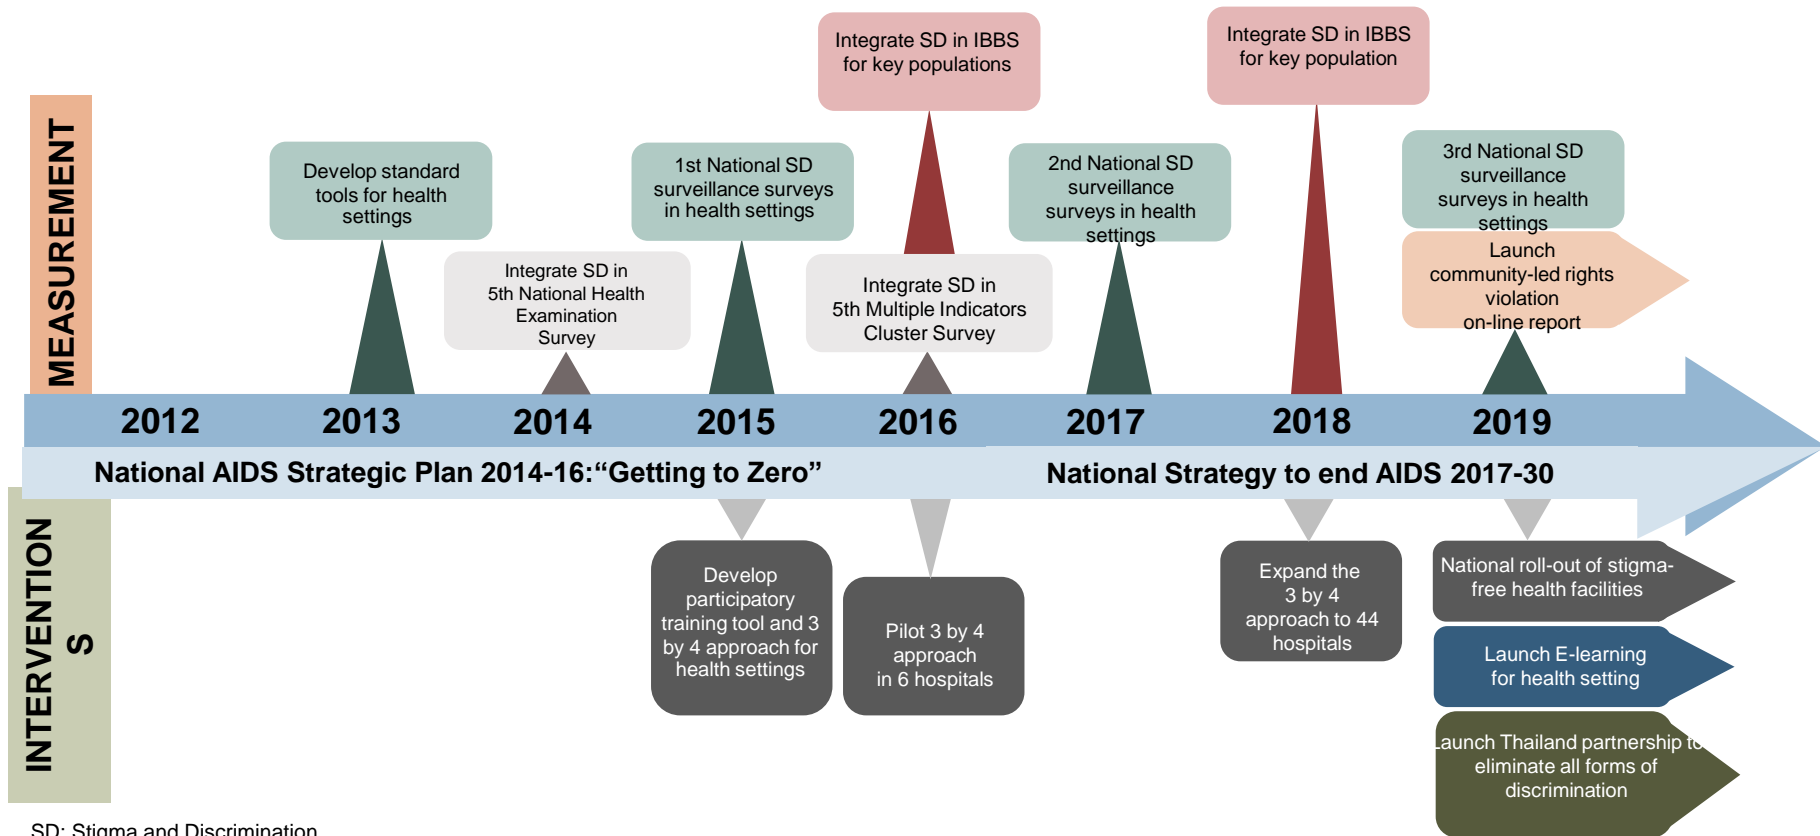 MEASUREMENT
Integrate SD in IBBS
for key populations
Integrate SD in IBBS
for key population
Develop standard
tools for health
settings
1st National SD
surveillance surveys
in health settings
2nd National SD
surveillance
surveys in health
settings
3rd National SD
surveillance
surveys in health
settings
Launch
community-led rights
violation
on-line report
Integrate SD in
5th National Health
Examination
Survey
Integrate SD in
5th Multiple Indicators
Cluster Survey
2012 2013 2014 2015 2016 2017 2018 2019
National AIDS Strategic Plan 2014-16:“Getting to Zero” National Strategy to end AIDS 2017-30
INTERVENTION
S
Develop
participatory
training tool and 3
by 4 approach for
health settings
Pilot 3 by 4
approach
in 6 hospitals
Expand the
3 by 4
approach to 44
hospitals
National roll-out of stigma-
free health facilities
Launch E-learning
for health setting
Launch Thailand partnership to
eliminate all forms of
discrimination
SD: Stigma and Discrimination